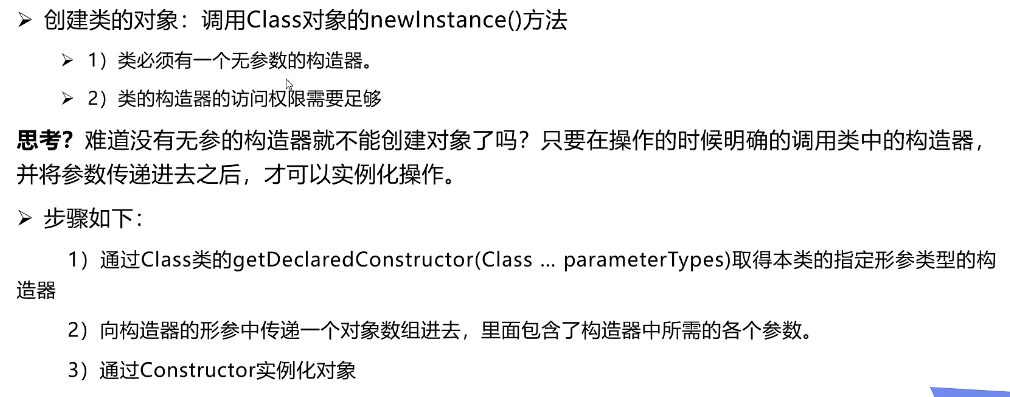 ➢ 创建类的对象：调用Class对象的newInstance()方法
➢ 1）类必须有一个无参数的构造器。
➢ 2）类的构造器的访问权限需要足够
思考？难道没有无参的构造器就不能创建对象了吗？只要在操作的时候明确的调用类中的构造器，
并将参数传递进去之后，才可以实例化操作。
➢ 步骤如下：
1）通过Class类的getDeclaredConstructor(Class … parameterTypes)取得本类的指定形参类型的构
造器
2）向构造器的形参中传递一个对象数组进去，里面包含了构造器中所需的各个参数。
3）通过Constructor实例化对象